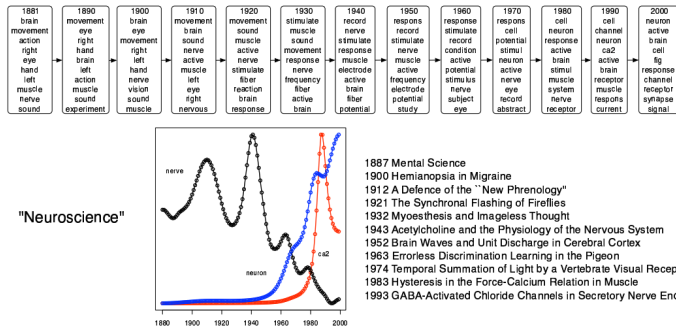 1881
brain
movement
action
right
eye
hand
left
muscle
nerve
sound
1890
movement
eye
right
hand
brain
left
action
muscle
sound
experiment
1900
brain
eye
movement
right
left
hand
nerve
vision
sound
muscle
1910
movement
brain
sound
nerve
active
muscle
left
eye
right
nervous
1920
movement
sound
muscle
active
nerve
stimulate
fiber
reaction
brain
response
1930
stimulate
muscle
sound
movement
response
nerve
frequency
fiber
active
brain
1940
record
nerve
stimulate
response
muscle
electrode
active
brain
fiber
potential
1950
respons
record
stimulate
nerve
muscle
active
frequency
electrode
potential
study
1960
response
stimulate
record
condition
active
potential
stimulus
nerve
subject
eye
1970
respons
cell
potential
stimul
neuron
active
nerve
eye
record
abstract
1980
cell
neuron
response
active
brain
stimul
muscle
system
nerve
receptor
1990
cell
channel
neuron
ca2
active
brain
receptor
muscle
respons
current
2000
neuron
active
brain
cell
fig
response
channel
receptor
synapse
signal
"Neuroscience"
nerve
neuron
ca2
1880 1900 1920 1940 1960 1980 2000
1887 Mental Science
1900 Hemianopsia in Migraine
1912 A Defence of the ``New Phrenology"
1921 The Synchronal Flashing of Fireflies
1932 Myoesthesis and Imageless Thought
1943 Acetylcholine and the Physiology of the Nervous System
1952 Brain Waves and Unit Discharge in Cerebral Cortex
1963 Errorless Discrimination Learning in the Pigeon
1974 Temporal Summation of Light by a Vertebrate Visual Recep
1983 Hysteresis in the Force-Calcium Relation in Muscle
1993 GABA-Activated Chloride Channels in Secretory Nerve End